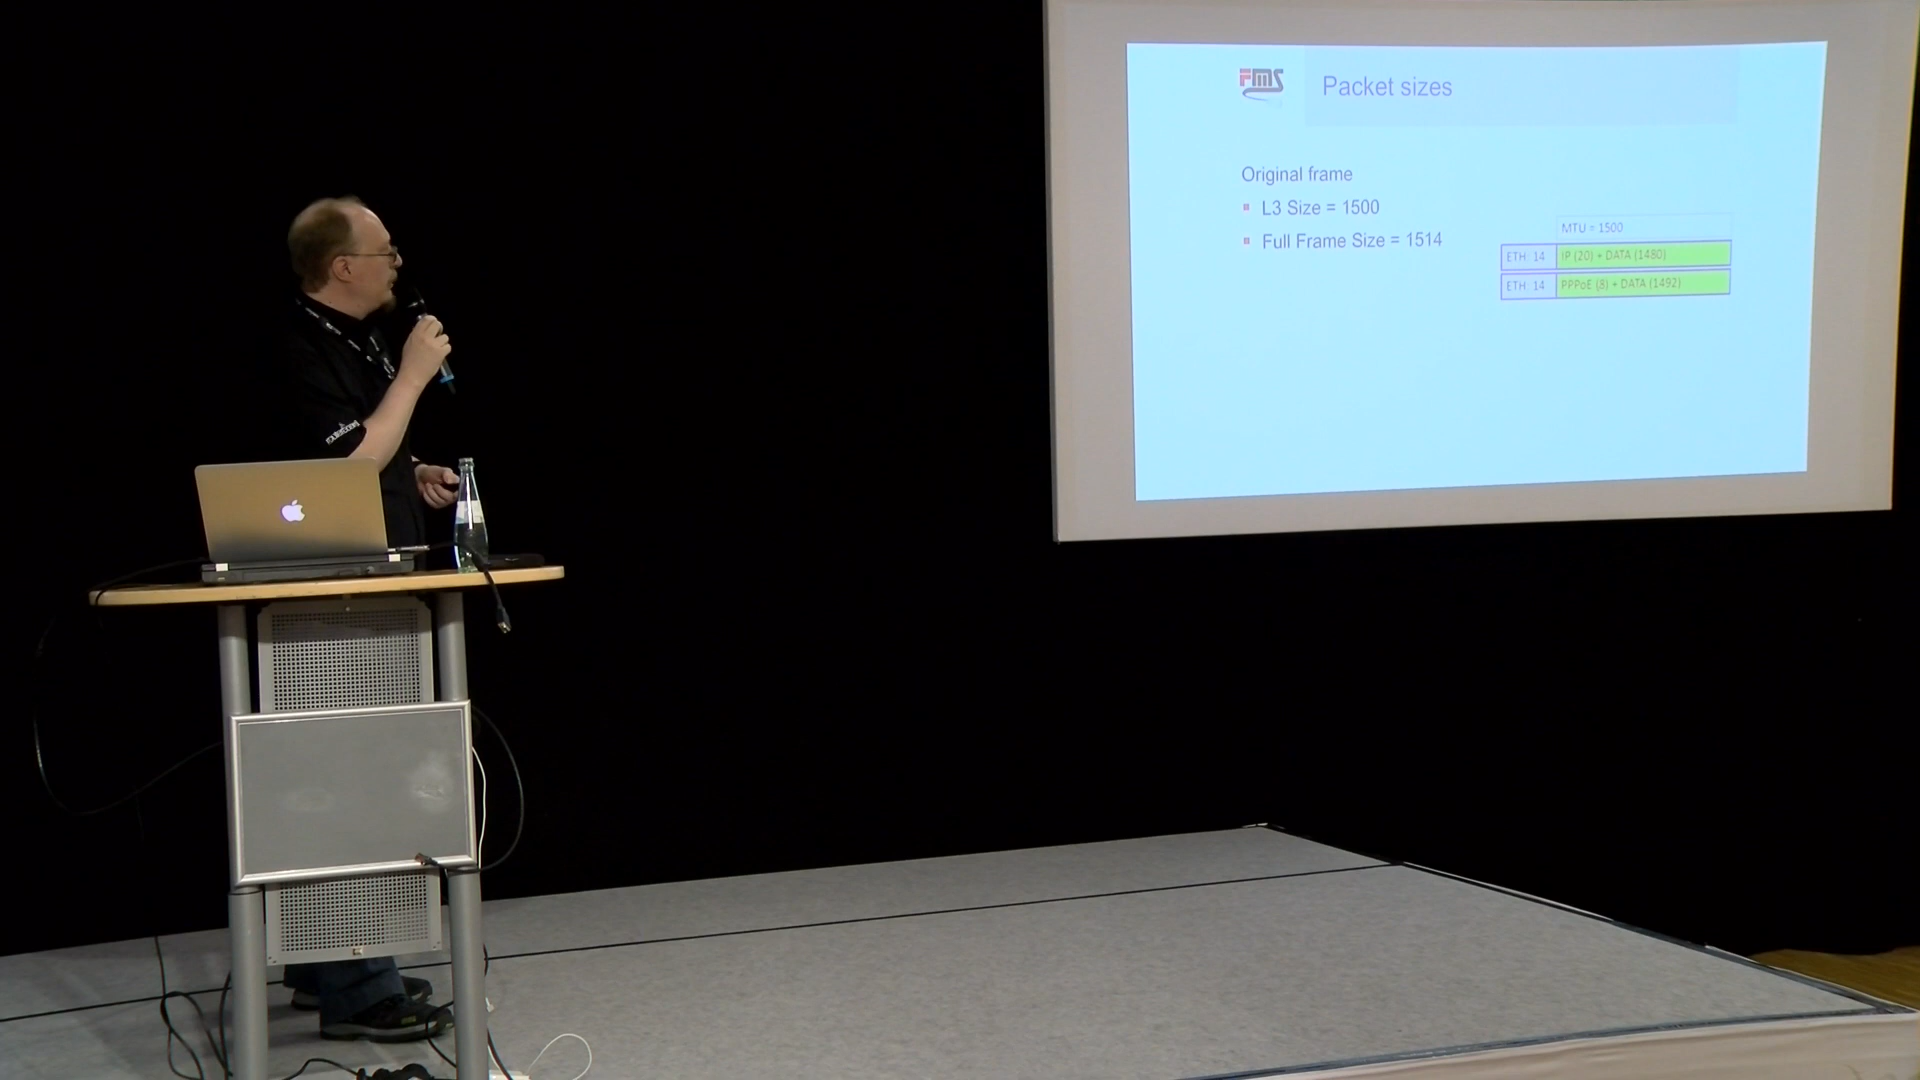 FMS
Packet sizes
Original frame
L3 Size = 1500
Full Frame Size = 1514
MTU = 1500
ETH: 14 IP (20) + DATA (1480)
ETH: 14 PPPoE (8) + DATA (1492)